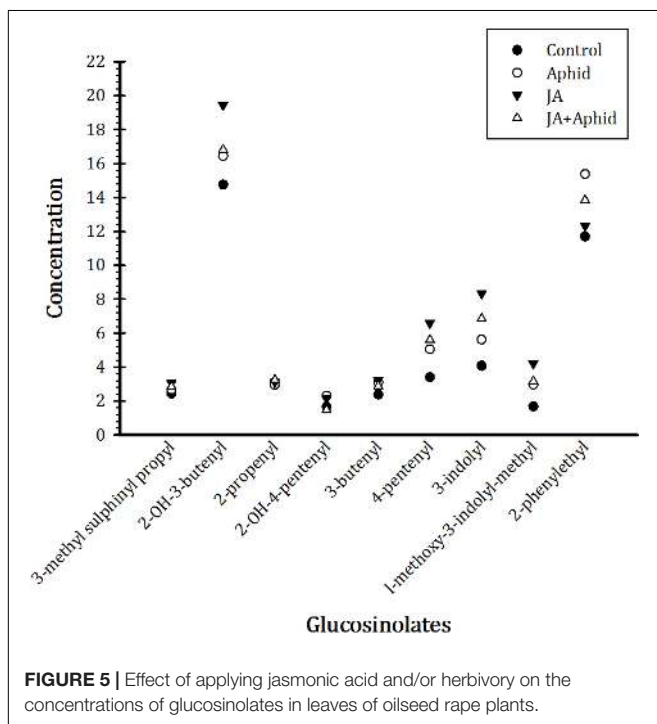 Control
Aphid
JA
JA+Aphid
22
20
18
16
14
12
10
8
6
4
2
0
Concentration
3-methyl sulphinyl propyl
2-OH-3-butenyl
2-propenyl
2-OH-4-pentenyl
3-butenyl
4-pentenyl
3-indolyl
1-methoxy-3-indolyl-methyl
2-phenylethyl
Glucosinolates
FIGURE 5 | Effect of applying jasmonic acid and/or herbivory on the
concentrations of glucosinolates in leaves of oilseed rape plants.